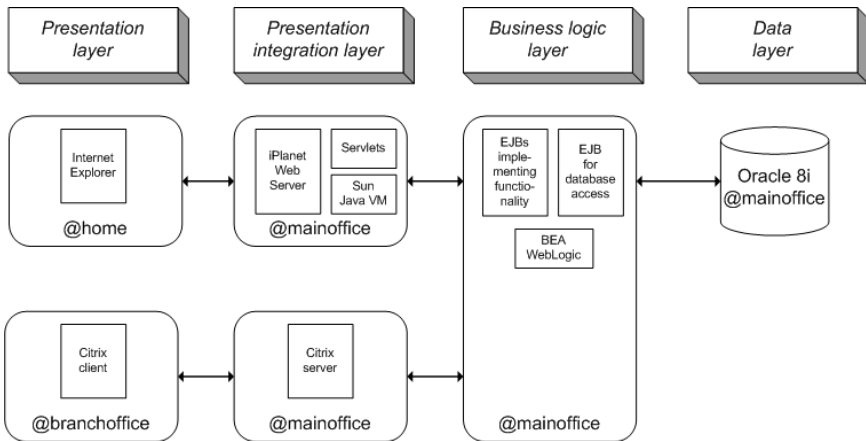 Presentation
layer
Presentation
integration layer
Business logic
layer
Data
layer
Internet
Explorer
@home
iPlanet
Web
Server
Servlets
Sun
Java VM
@mainoffice
EJBs
imple-
menting
functio-
nality
EJB
for
database
access
BEA
WebLogic
@mainoffice
Oracle 8i
@mainoffice
Citrix
client
@branchoffice
Citrix
server
@mainoffice